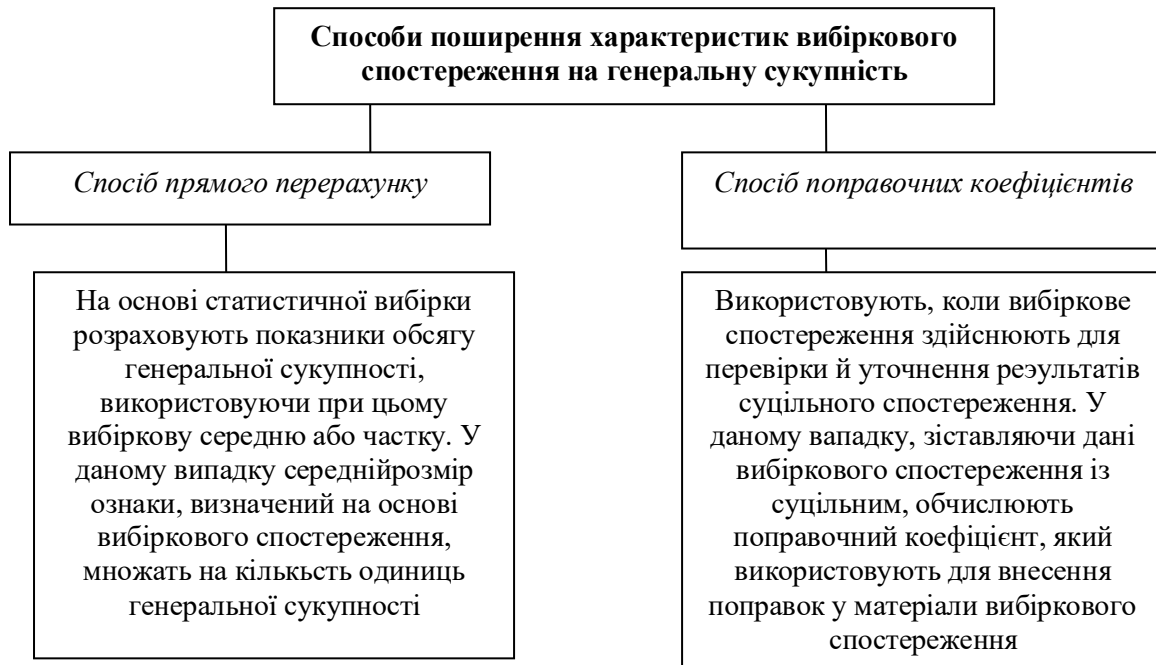 Способи поширення характеристик вибіркового
спостереження на генеральну сукупність
Спосіб прямого перерахунку
Спосіб поправочних коефіцієнтів
На основі статистичної вибірки
розраховують показники обсягу
генеральної сукупності,
використовуючи при цьому
вибіркову середню або частку. У
даному випадку середнійрозмір
ознаки, визначений на основі
вибіркового спостереження,
множать на кількьсть одиниць
генеральної сукупності
Використовують, коли вибіркове
спостереження здійснюють для
перевірки й уточнення реэультатів
суцільного спостереження. У
даному вападку, зіставляючи дані
вибіркового спостереження із
суцільним, обчислюють
поправочний коефіцієнт, який
використовують для внесення
поправок у матеріали вибіркового
спостереження